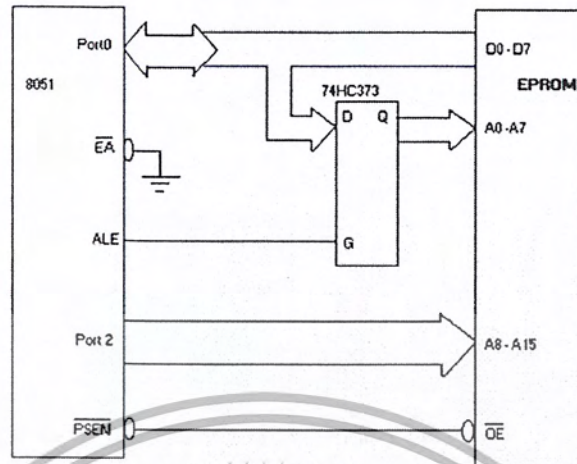 Port0
D0 - D7
8051
74HC373
EPROM
D Q
A0 - A7
EA
ALE
G
Port 2
A8 - A15
PSEN
OE